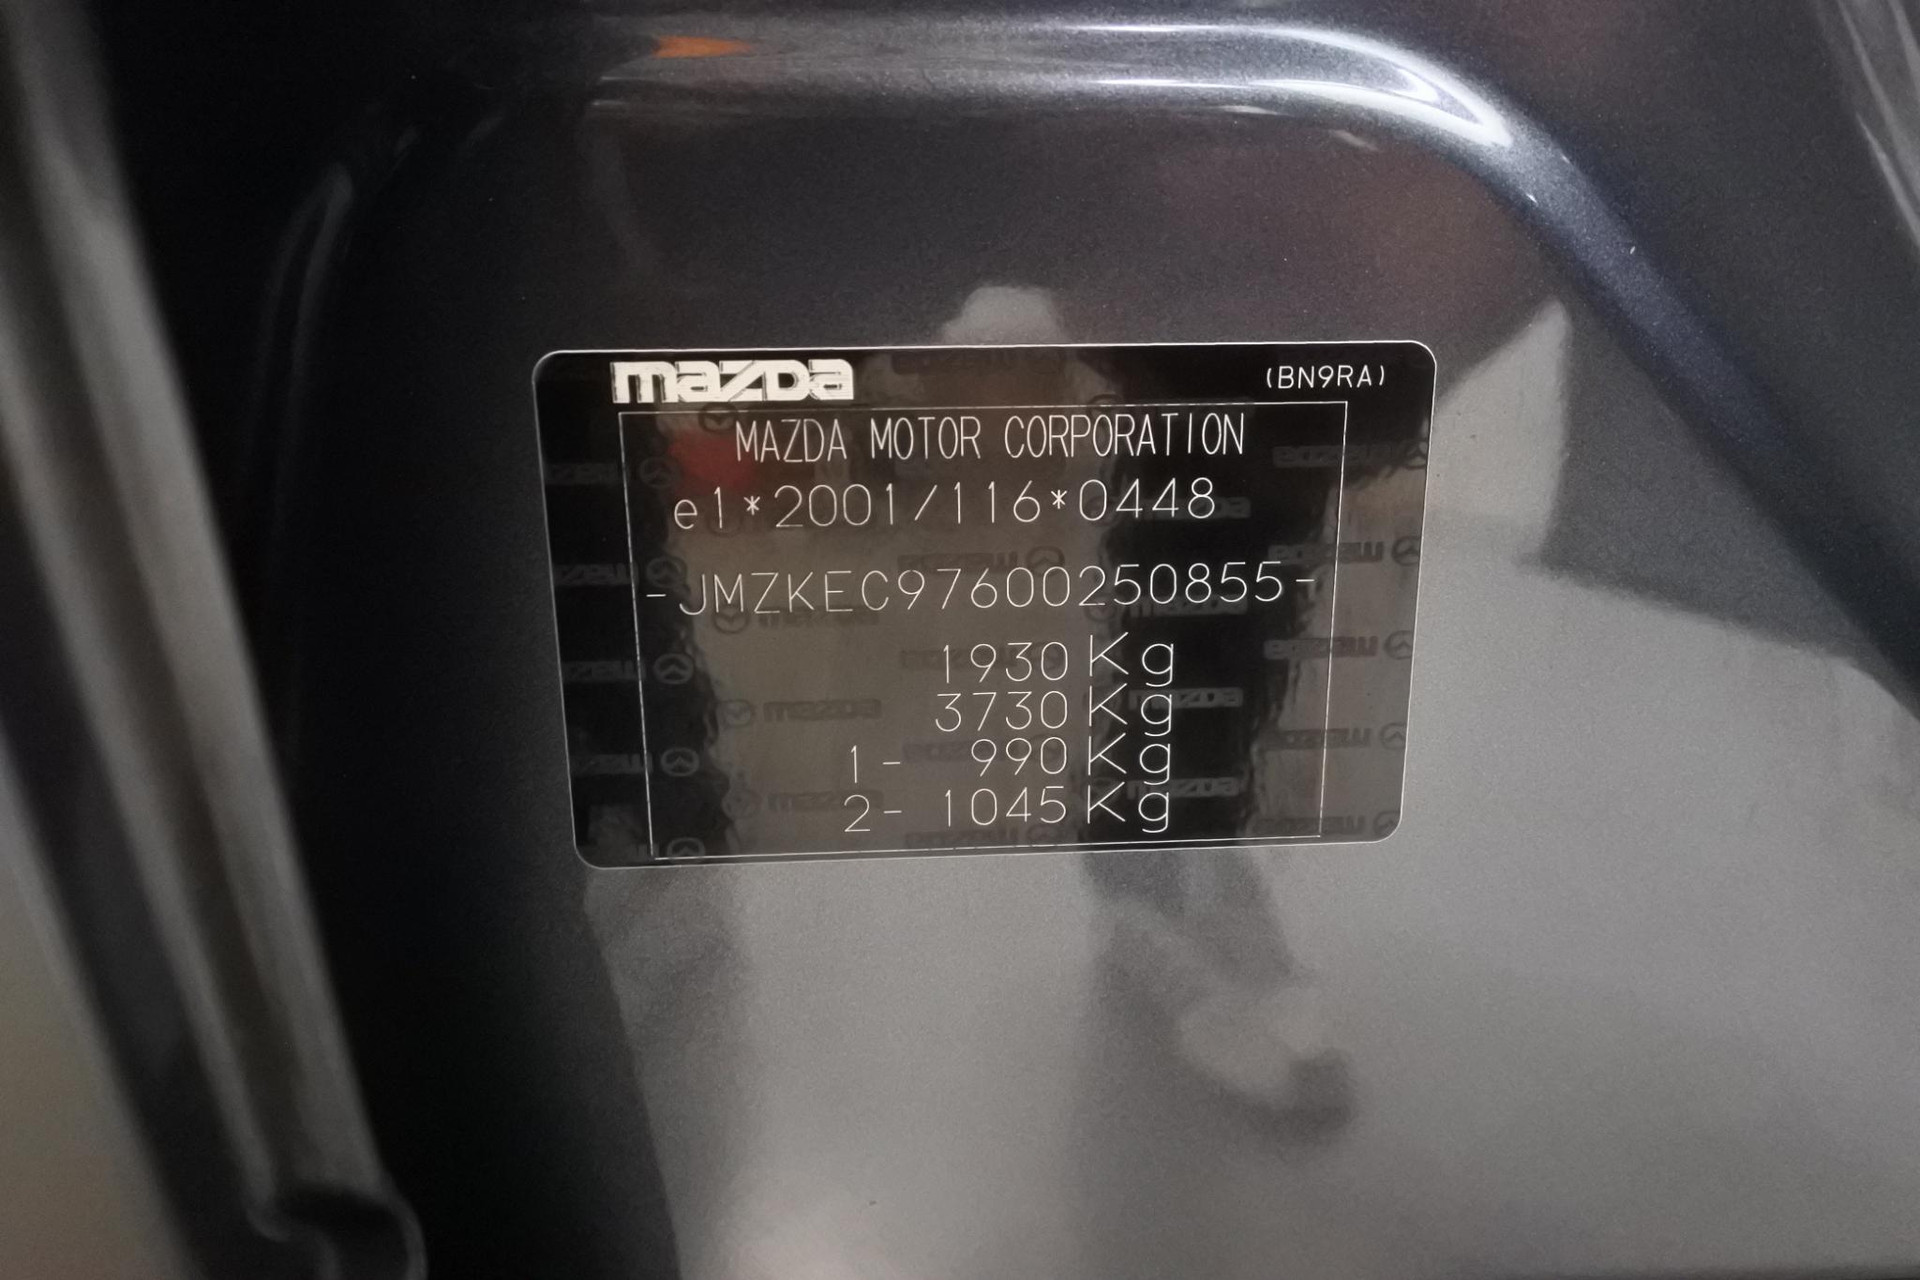 mazda (BN9RA)
MAZDA MOTOR CORPORATION
e1*2001/116*0448
-JMZKEC97600250855-
1930 Kg
3730 Kg
1- 990 Kg
2- 1045 Kg